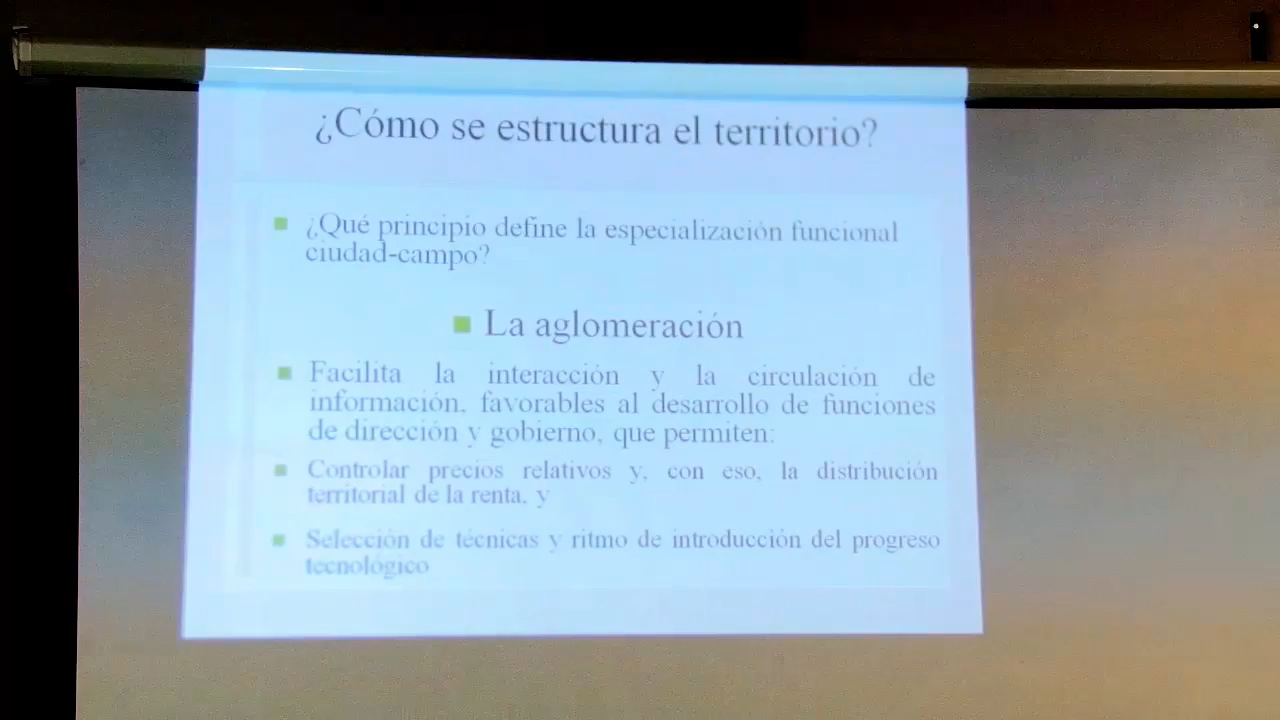 ¿Cómo se estructura el territorio?
¿Qué principio define la especialización funcional
ciudad-campo?
La aglomeración
Facilita la interacción y la circulación de
información, favorables al desarrollo de funciones
de dirección y gobierno, que permiten:
Controlar precios relativos y, con eso, la distribución
territorial de la renta, y
Selección de técnicas y ritmo de introducción del progreso
tecnológico